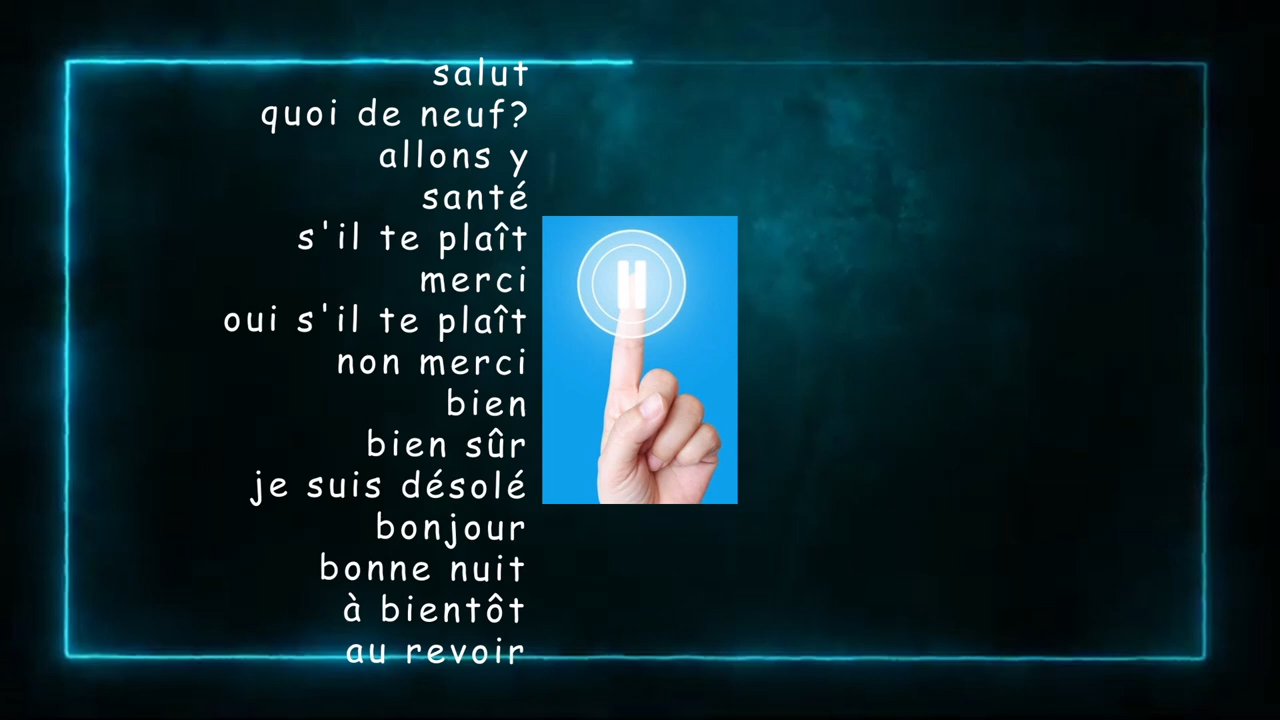 salut
quoi de neuf?
allons y
santé
s'il te plaît
merci
oui s'il te plaît
non merci
bien
bien sûr
je suis désolé
bonjour
bonne nuit
à bientôt
au revoir